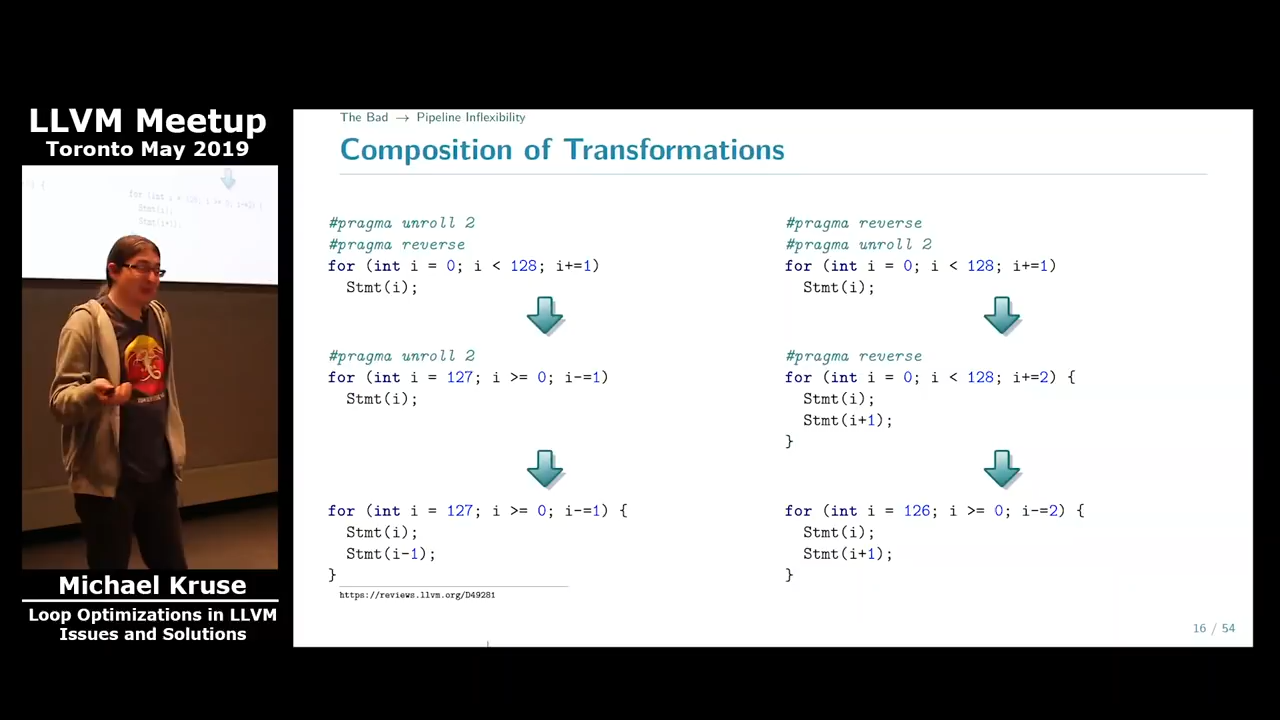 LLVM Meetup
Toronto May 2019
Michael Kruse
Loop Optimizations in LLVM
Issues and Solutions
The Bad → Pipeline Inflexibility
Composition of Transformations
#pragma unroll 2
#pragma reverse
for (int i = 0; i < 128; i+=1)
Stmt(i);
#pragma unroll 2
for (int i = 127; i >= 0; i-=1)
Stmt(i);
for (int i = 127; i >= 0; i-=1) {
Stmt(i);
Stmt(i-1);
}
#pragma reverse
#pragma unroll 2
for (int i = 0; i < 128; i+=1)
Stmt(i);
#pragma reverse
for (int i = 0; i < 128; i+=2) {
Stmt(i);
Stmt(i+1);
}
for (int i = 126; i >= 0; i-=2) {
Stmt(i);
Stmt(i+1);
}
https://reviews.llvm.org/D49281
16 / 54